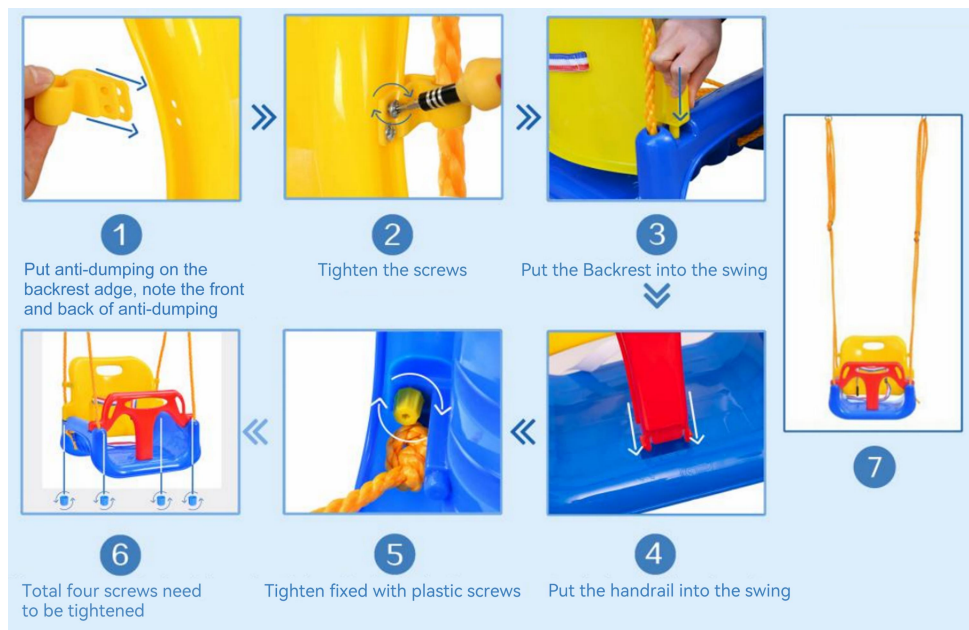 1
Put anti-dumping on the
backrest adge, note the front
and back of anti-dumping
2
Tighten the screws
3
Put the Backrest into the swing
4
Put the handrail into the swing
5
Tighten fixed with plastic screws
6
Total four screws need
to be tightened
7